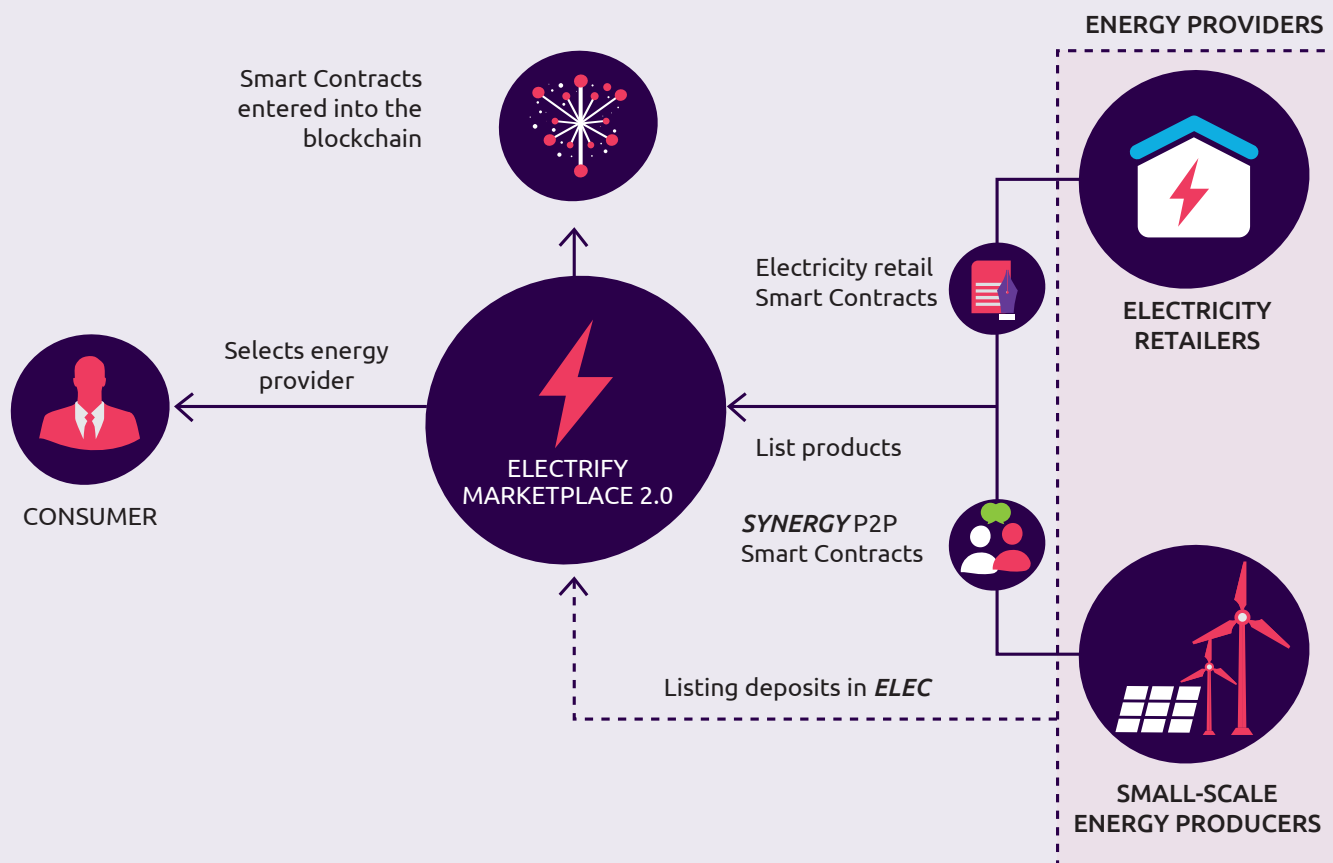 ENERGY PROVIDERS
Smart Contracts
entered into the
blockchain
Electricity retail
Smart Contracts
ELECTRICITY
RETAILERS
Selects energy
provider
CONSUMER
ELECTRIFY
MARKETPLACE 2.0
List products
SYNERGY P2P
Smart Contracts
Listing deposits in ELEC
SMALL-SCALE
ENERGY PRODUCERS